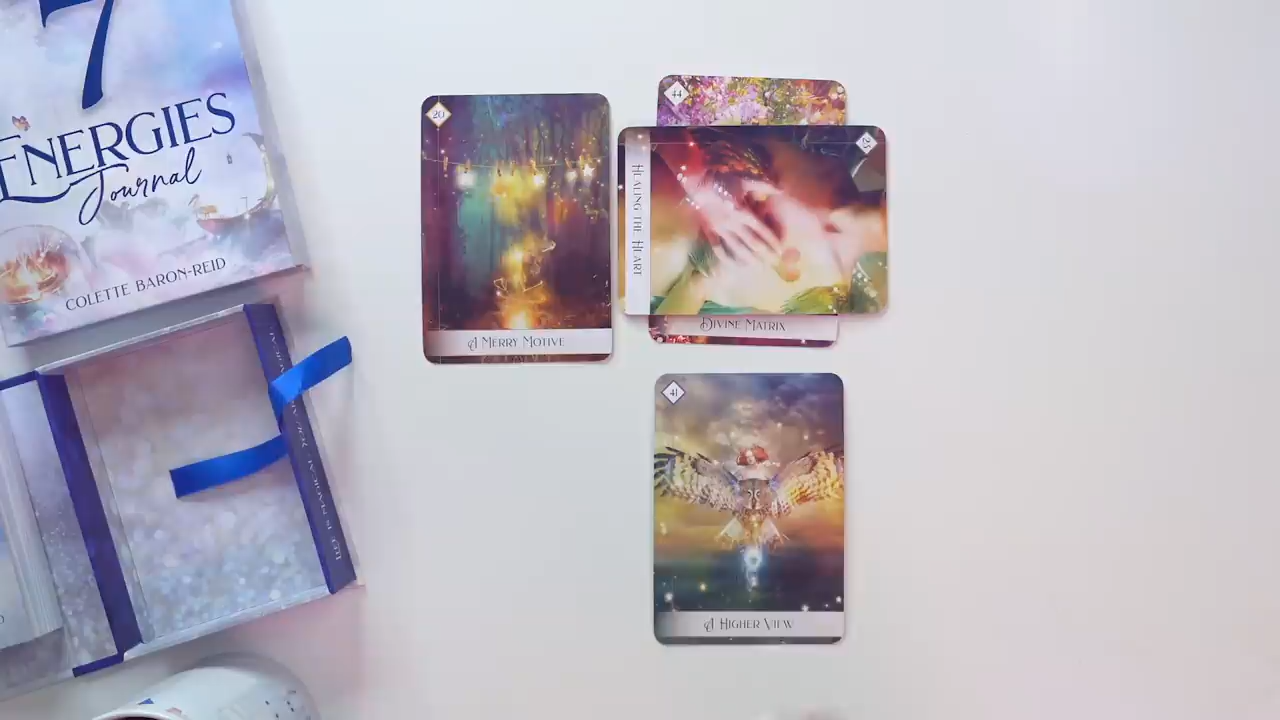 7
ENERGIES
Journal
COLETTE BARON-REID
20
A MERRY MOTIVE
44
HEALING THE HEART
DIVINE MATRIX
41
A HIGHER VIEW